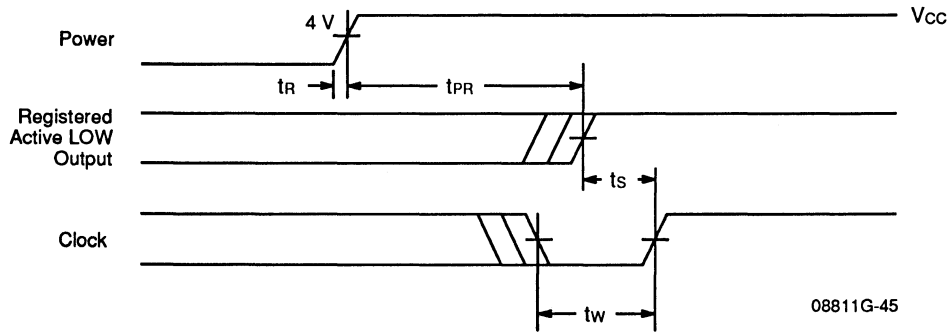 VCC
4 V
Power
tR
tPR
Registered
Active LOW
Output
tS
Clock
tW
08811G-45